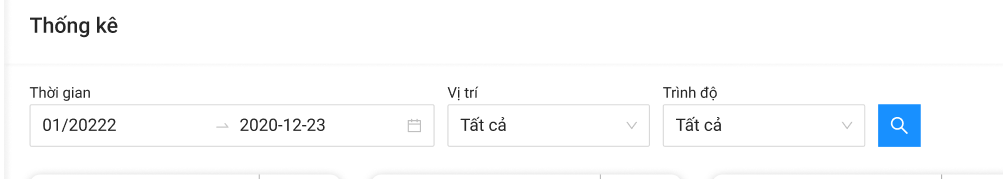 Thống kê
Thời gian
Vị trí
Trình độ
01/20222
2020-12-23
Tất cả
Tất cả